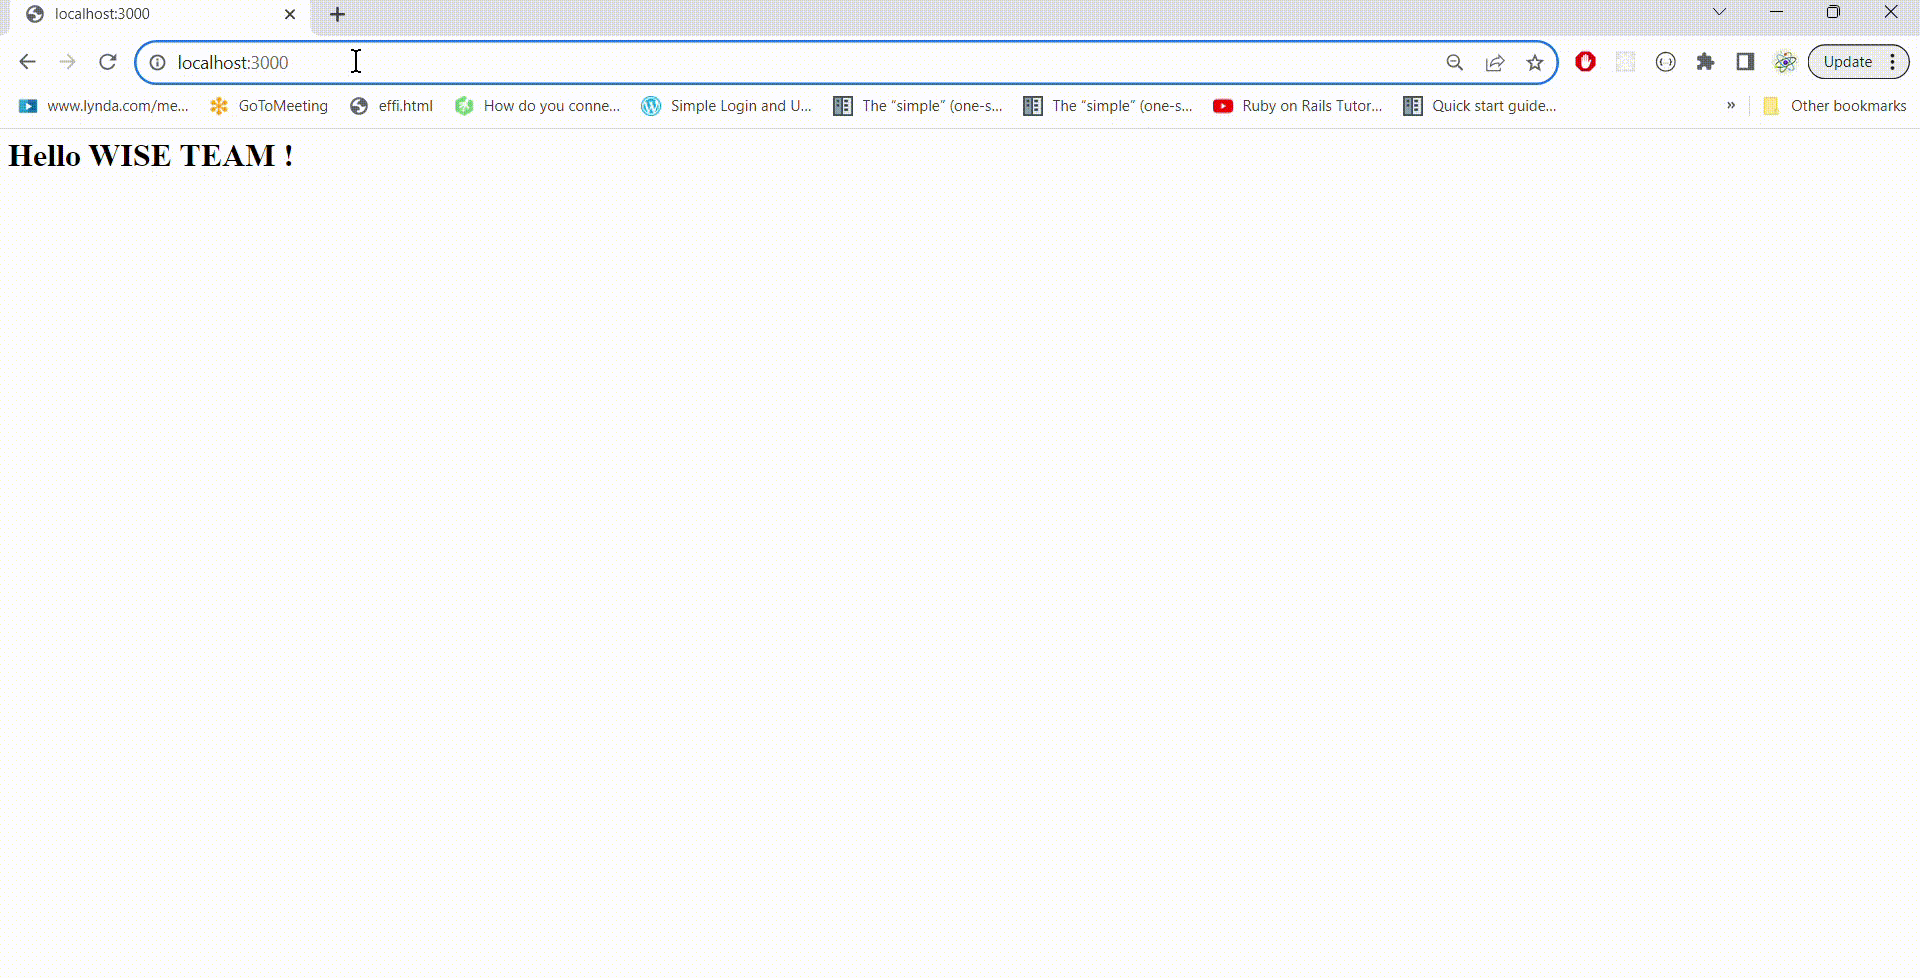 localhost:3000
localhost:3000
Update
www.lynda.com/me... GoToMeeting effi.html How do you conne... Simple Login and U... The “simple” (one-s... The “simple” (one-s... Ruby on Rails Tutor... Quick start guide... » Other bookmarks
Hello WISE TEAM !